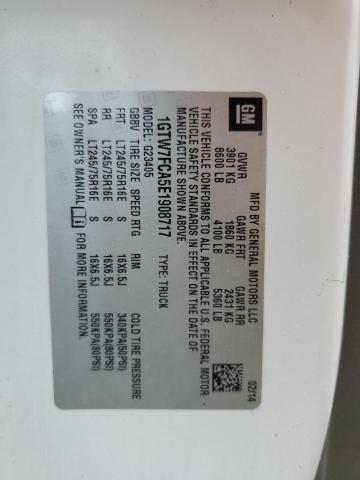 GM
MFD BY GENERAL MOTORS LLC
02/14
GVWR GAWR FRT GAWR RR
3901 KG 1860 KG 2431 KG
8600 LB 4100 LB 5360 LB
THIS VEHICLE CONFORMS TO ALL APPLICABLE U.S. FEDERAL MOTOR
VEHICLE SAFETY STANDARDS IN EFFECT ON THE DATE OF
MANUFACTURE SHOWN ABOVE.
1GTW7FCA5E1908717 TYPE: TRUCK
MODEL: G23405
GBBV TIRE SIZE SPEED RTG RIM COLD TIRE PRESSURE
FRT LT245/75R16E S 16X6.5J 340KPA(50PSI)
RR LT245/75R16E S 16X6.5J 550KPA(80PSI)
SPA LT245/75R16E S 16X6.5J 550KPA(80PSI)
SEE OWNER'S MANUAL i FOR MORE INFORMATION.